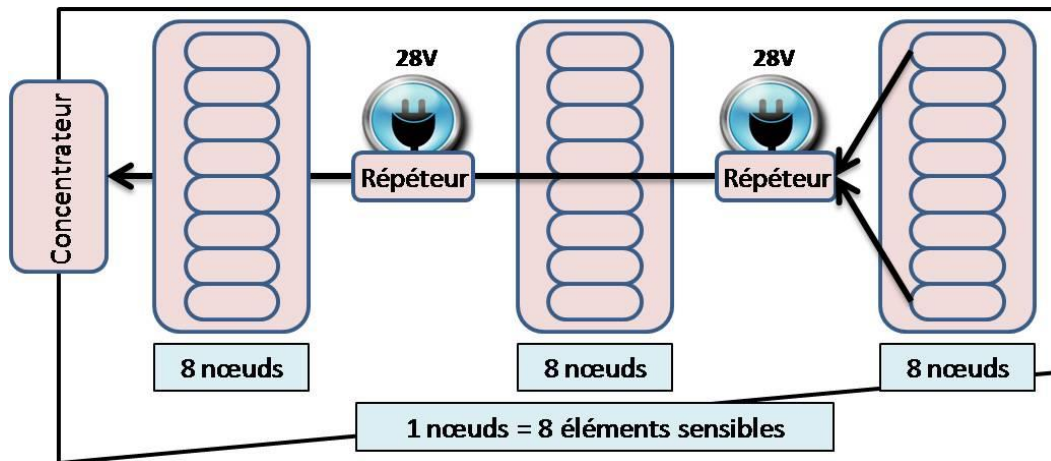 Concentrateur
28V
Répéteur
28V
Répéteur
8 nœuds
8 nœuds
8 nœuds
1 nœuds = 8 éléments sensibles